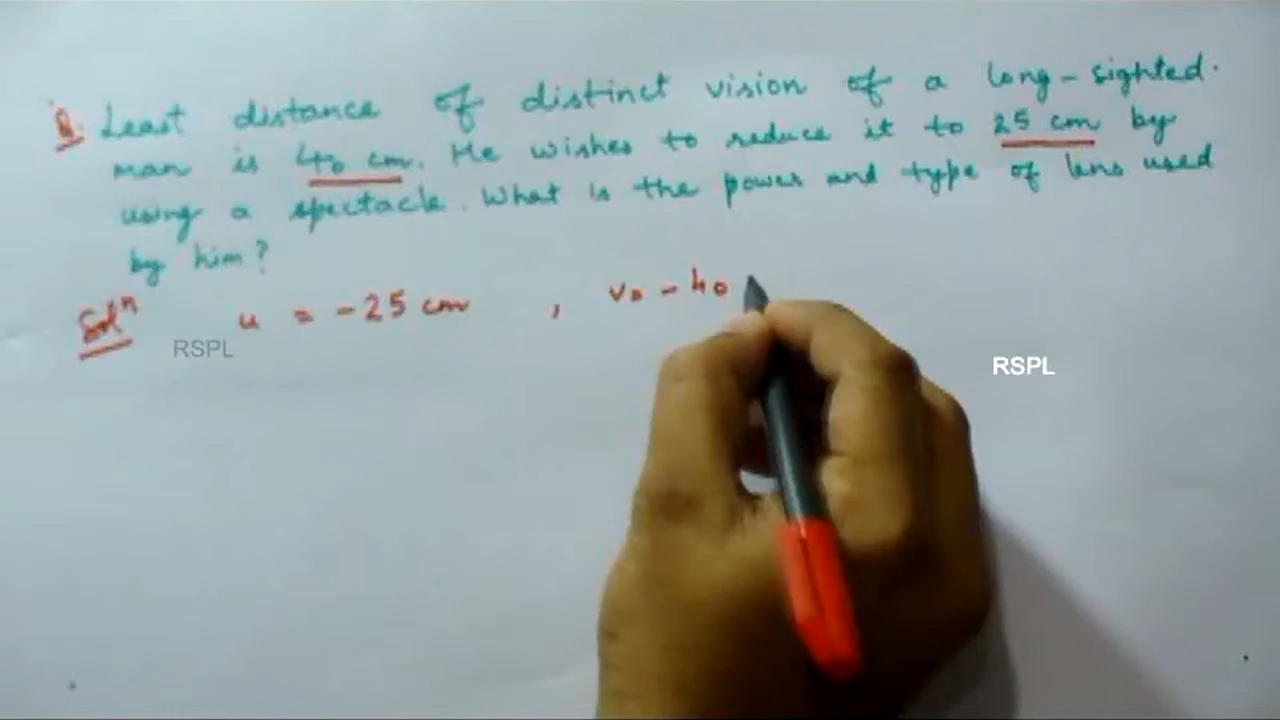 Q. Least distance of distinct vision of a long-sighted.
man is 40 cm. He wishes to reduce it to 25 cm by
using a spectacle. What is the power and type of lens used
by him?
Solⁿ u = -25 cm , v = -40
RSPL
RSPL